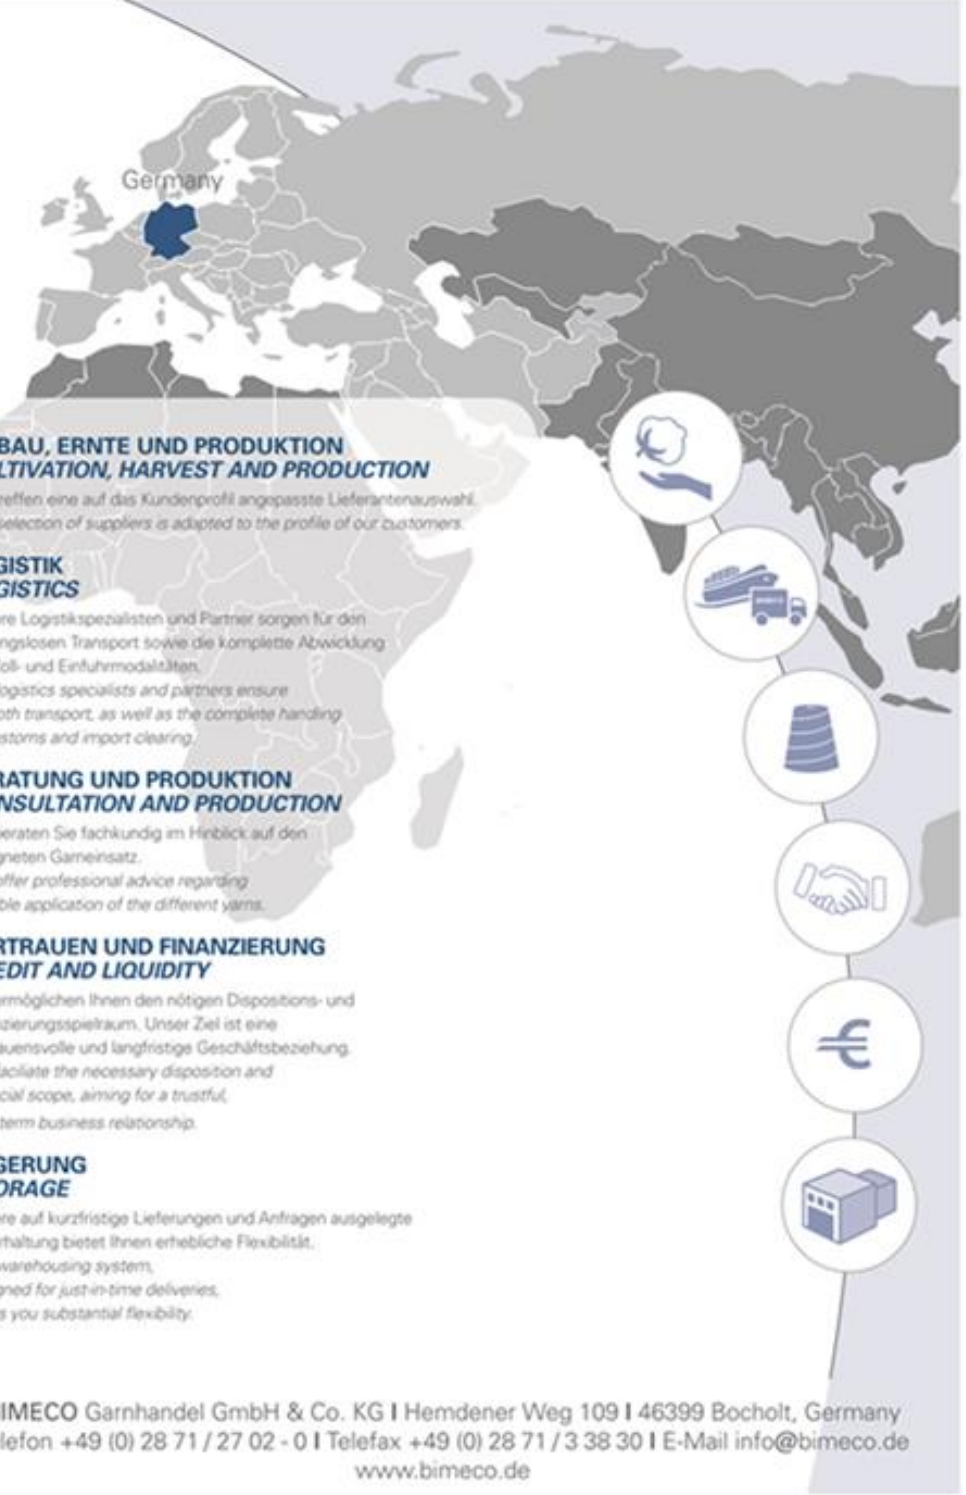 Germany
BAU, ERNTE UND PRODUKTION
LTIVATION, HARVEST AND PRODUCTION
reffen eine auf das Kundenprofil angepasste Lieferantenauswahl.
selection of suppliers is adapted to the profile of our customers.
GISTIK
GISTICS
re Logistikspezialisten und Partner sorgen für den
ngslosen Transport sowie die komplette Abwicklung
oll- und Einfuhrmodalitäten.
logistics specialists and partners ensure
oth transport, as well as the complete handling
stoms and import clearing.
RATUNG UND PRODUKTION
NSULTATION AND PRODUCTION
eraten Sie fachkundig im Hinblick auf den
gneten Garneinsatz.
offer professional advice regarding
ble application of the different yarns.
RTRAUEN UND FINANZIERUNG
EDIT AND LIQUIDITY
ermöglichen Ihnen den nötigen Dispositions- und
zierungsspielraum. Unser Ziel ist eine
auensvolle und langfristige Geschäftsbeziehung.
faciliate the necessary disposition and
cial scope, aiming for a trustful,
term business relationship.
GERUNG
ORAGE
re auf kurzfristige Lieferungen und Anfragen ausgelegte
rhaltung bietet Ihnen erhebliche Flexibilität.
warehousing system,
gned for just-in-time deliveries,
s you substantial flexibility.
IMECO Garnhandel GmbH & Co. KG I Hemdener Weg 109 I 46399 Bocholt, Germany
lefon +49 (0) 28 71 / 27 02 - 0 I Telefax +49 (0) 28 71 / 3 38 30 I E-Mail info@bimeco.de
www.bimeco.de